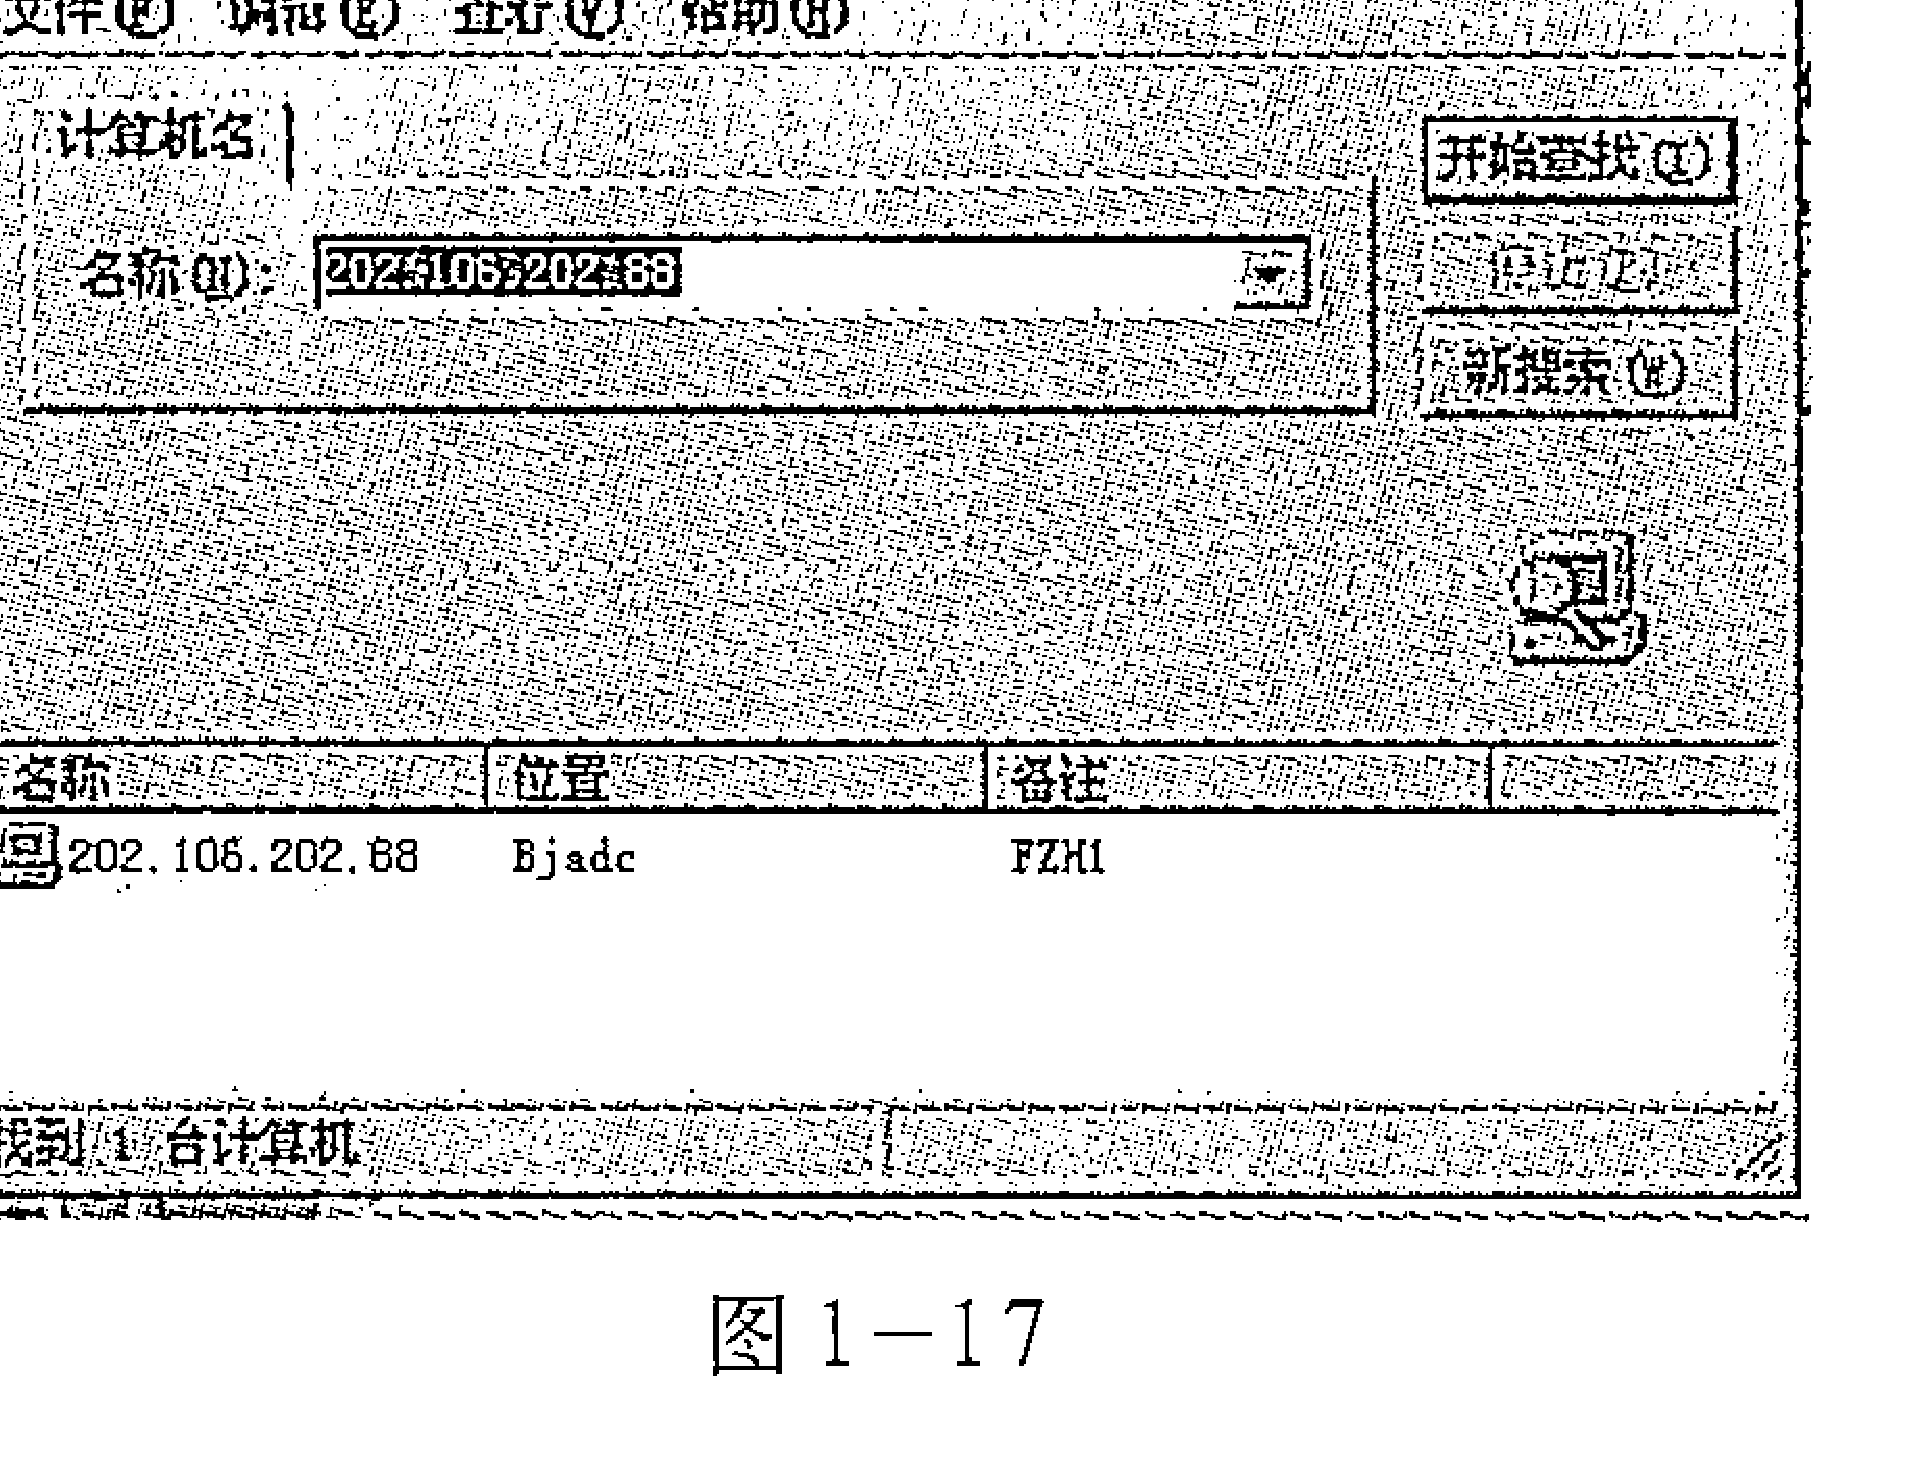 文件(F) 编辑(E) 查看(V) 帮助(H)
计算机名
开始查找(I)
名称(N): 202.106.202.88
停止(P)
新搜索(W)
名称 位置 备注
202.106.202.88 Bjadc FZH1
找到 1 台计算机
图 1-17